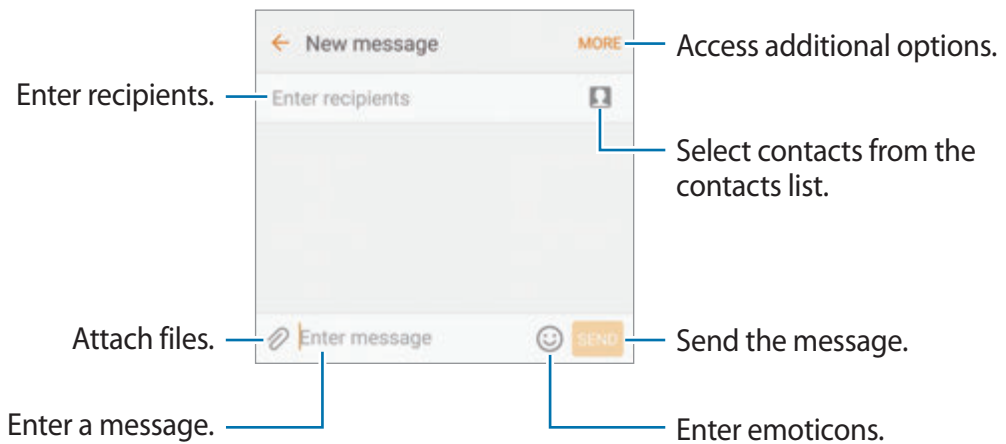 New message
MORE
Access additional options.
Enter recipients.
Enter recipients
Select contacts from the
contacts list.
Attach files.
Enter message
SEND
Send the message.
Enter a message.
Enter emoticons.